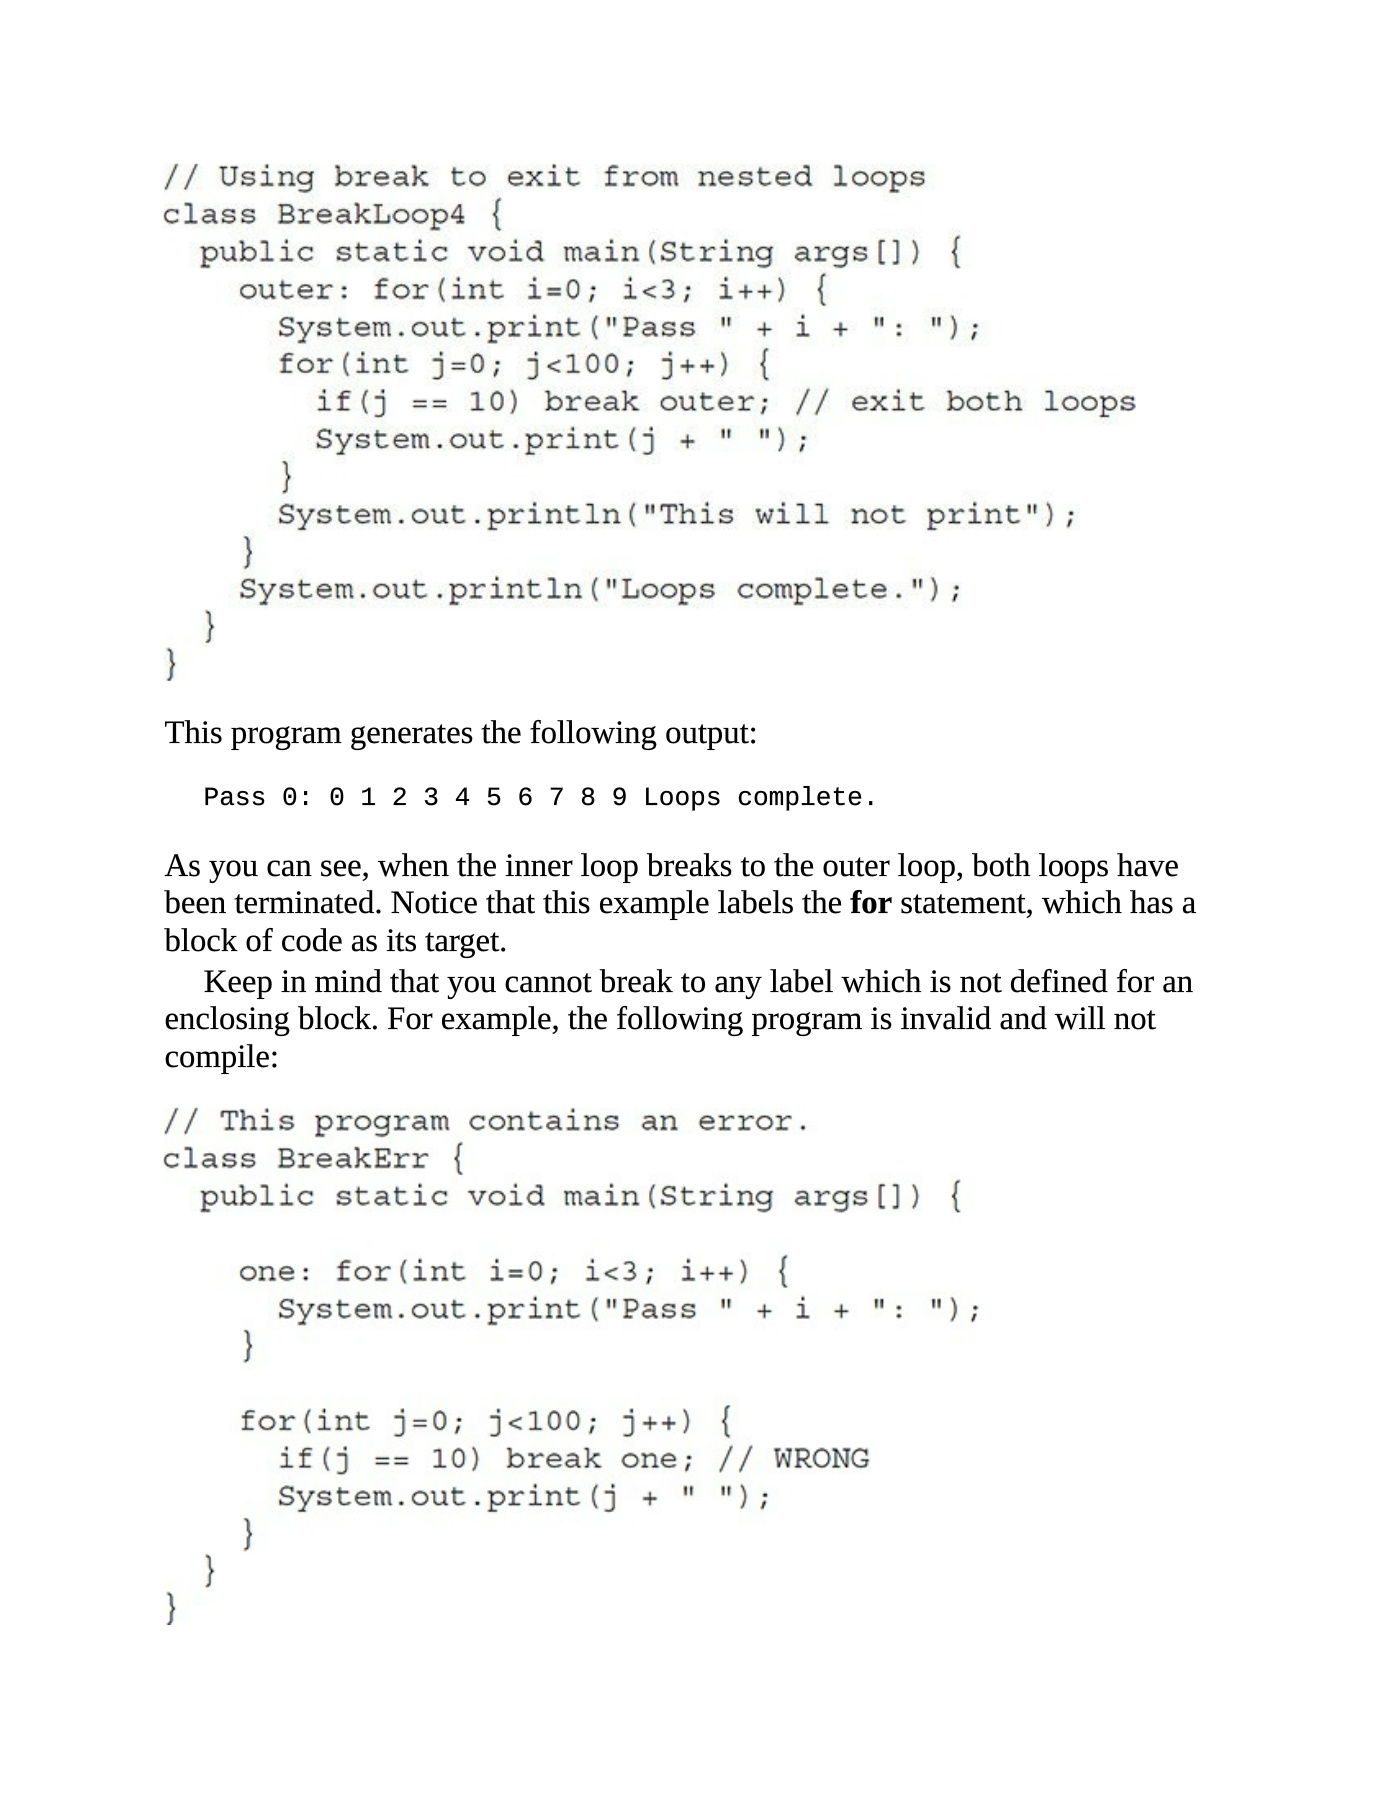 // Using break to exit from nested loops
class BreakLoop4 {
  public static void main(String args[]) {
    outer: for(int i=0; i<3; i++) {
      System.out.print("Pass " + i + ": ");
      for(int j=0; j<100; j++) {
        if(j == 10) break outer; // exit both loops
        System.out.print(j + " ");
      }
      System.out.println("This will not print");
    }
    System.out.println("Loops complete.");
  }
}
This program generates the following output:
Pass 0: 0 1 2 3 4 5 6 7 8 9 Loops complete.
As you can see, when the inner loop breaks to the outer loop, both loops have
been terminated. Notice that this example labels the for statement, which has a
block of code as its target.
Keep in mind that you cannot break to any label which is not defined for an
enclosing block. For example, the following program is invalid and will not
compile:
// This program contains an error.
class BreakErr {
  public static void main(String args[]) {
    one: for(int i=0; i<3; i++) {
      System.out.print("Pass " + i + ": ");
    }
    for(int j=0; j<100; j++) {
      if(j == 10) break one; // WRONG
      System.out.print(j + " ");
    }
  }
}